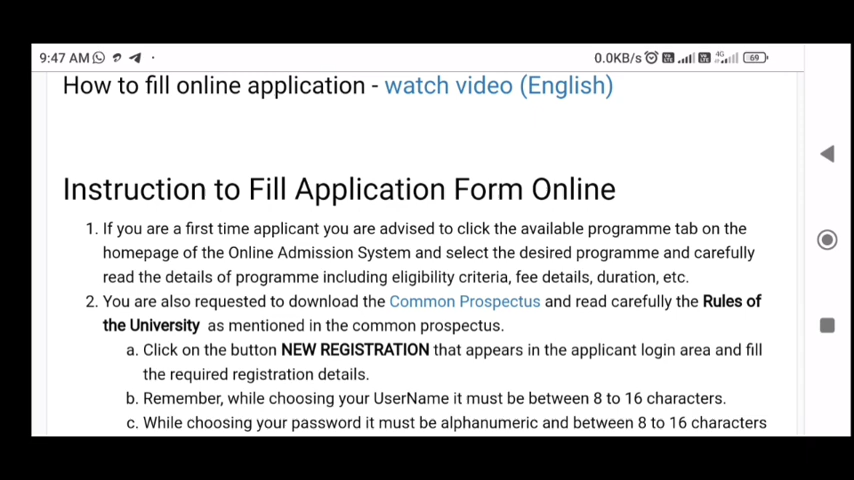 9:47 AM
0.0KB/s 4G 69
How to fill online application - watch video (English)
Instruction to Fill Application Form Online
1. If you are a first time applicant you are advised to click the available programme tab on the
homepage of the Online Admission System and select the desired programme and carefully
read the details of programme including eligibility criteria, fee details, duration, etc.
2. You are also requested to download the Common Prospectus and read carefully the Rules of
the University as mentioned in the common prospectus.
a. Click on the button NEW REGISTRATION that appears in the applicant login area and fill
the required registration details.
b. Remember, while choosing your UserName it must be between 8 to 16 characters.
c. While choosing your password it must be alphanumeric and between 8 to 16 characters